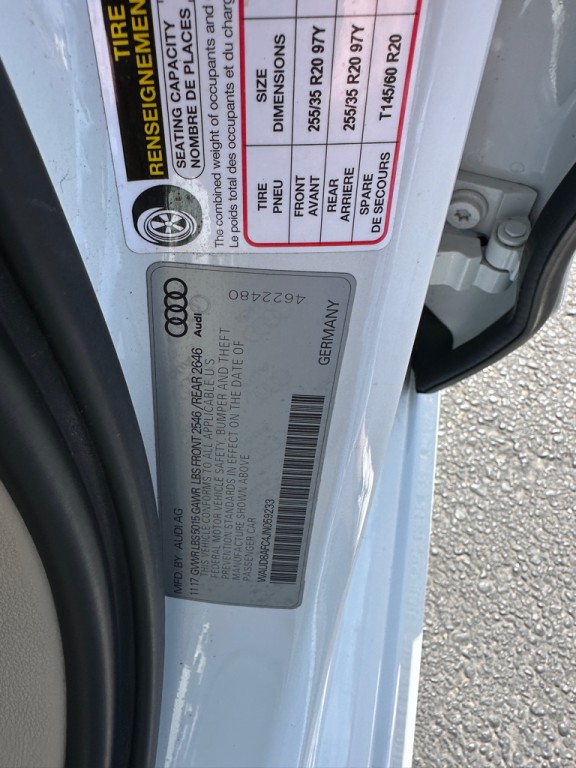 TIRE
RENSEIGNEMEN
SEATING CAPACITY
NOMBRE DE PLACES
The combined weight of occupants and
Le poids total des occupants et du charg
TIRE
PNEU
SIZE
DIMENSIONS
FRONT
AVANT
255/35 R20 97Y
REAR
ARRIERE
255/35 R20 97Y
SPARE
DE SECOURS
T145/60 R20
Audi
4622480
MFD. BY AUDI AG
11 17 GVWR LBS 5015 GAWR LBS FRONT 2546 / REAR 2646
THIS VEHICLE CONFORMS TO ALL APPLICABLE U S
FEDERAL MOTOR VEHICLE SAFETY, BUMPER AND THEFT
PREVENTION STANDARDS IN EFFECT ON THE DATE OF
MANUFACTURE SHOWN ABOVE
PASSENGER CAR
GERMANY
WAUD8AFC4JN069233